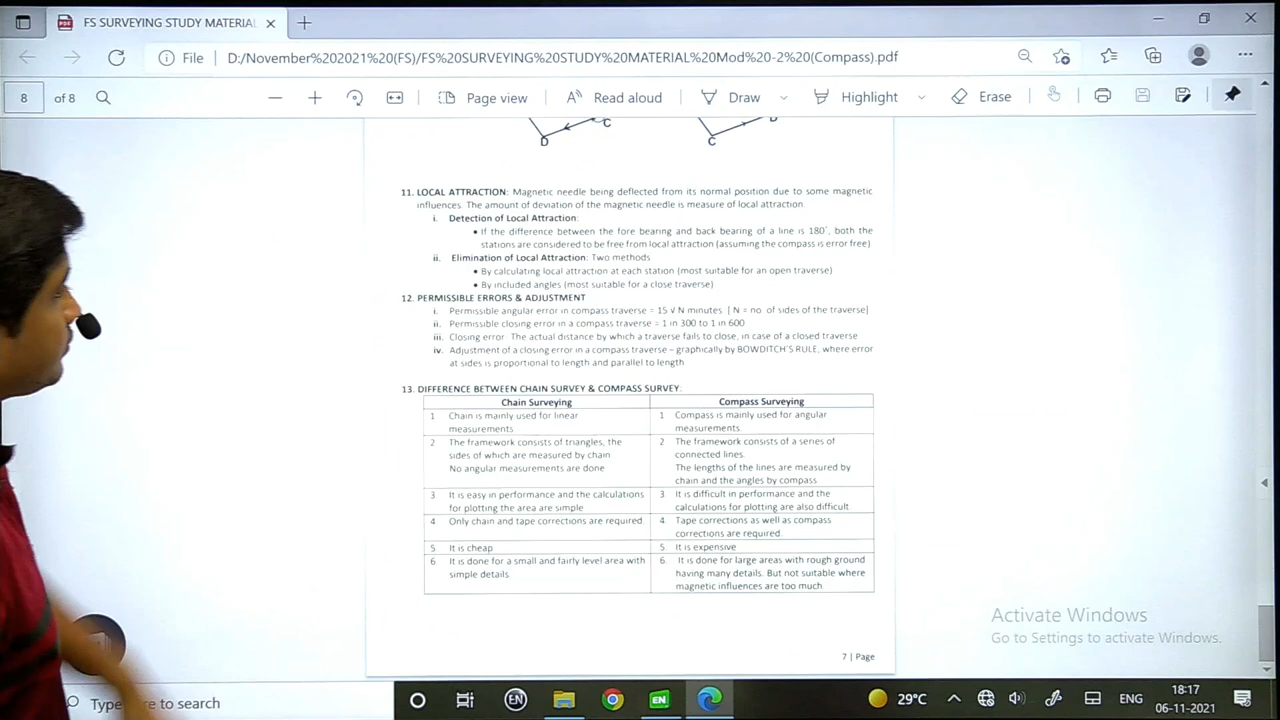 FS SURVEYING STUDY MATERIAL
File D:/November%202021%20(FS)/FS%20SURVEYING%20STUDY%20MATERIAL%20Mod%20-2%20(Compass).pdf
8 of 8 Page view Read aloud Draw Highlight Erase
D C C
11. LOCAL ATTRACTION: Magnetic needle being deflected from its normal position due to some magnetic
influences. The amount of deviation of the magnetic needle is measure of local attraction.
i. Detection of Local Attraction:
• If the difference between the fore bearing and back bearing of a line is 180˚, both the
stations are considered to be free from local attraction (assuming the compass is error free)
ii. Elimination of Local Attraction: Two methods
• By calculating local attraction at each station (most suitable for an open traverse)
• By included angles (most suitable for a close traverse)
12. PERMISSIBLE ERRORS & ADJUSTMENT
i. Permissible angular error in compass traverse = 15 √ N minutes | N = no. of sides of the traverse|
ii. Permissible closing error in a compass traverse = 1 in 300 to 1 in 600
iii. Closing error. The actual distance by which a traverse fails to close, in case of a closed traverse
iv. Adjustment of a closing error in a compass traverse – graphically by BOWDITCH'S RULE, where error
at sides is proportional to length and parallel to length
13. DIFFERENCE BETWEEN CHAIN SURVEY & COMPASS SURVEY:
Chain Surveying Compass Surveying
1 Chain is mainly used for linear
measurements
1 Compass is mainly used for angular
measurements.
2 The framework consists of triangles, the
sides of which are measured by chain
No angular measurements are done
2 The framework consists of a series of
connected lines.
The lengths of the lines are measured by
chain and the angles by compass
3 It is easy in performance and the calculations
for plotting the area are simple
3. It is difficult in performance and the
calculations for plotting are also difficult
4 Only chain and tape corrections are required.
4. Tape corrections as well as compass
corrections are required.
5 It is cheap
5. It is expensive
6 It is done for a small and fairly level area with
simple details.
6. It is done for large areas with rough ground
having many details. But not suitable where
magnetic influences are too much.
7 | Page
Activate Windows
Go to Settings to activate Windows.
re to search
EN EN 29°C ENG 18:17
06-11-2021